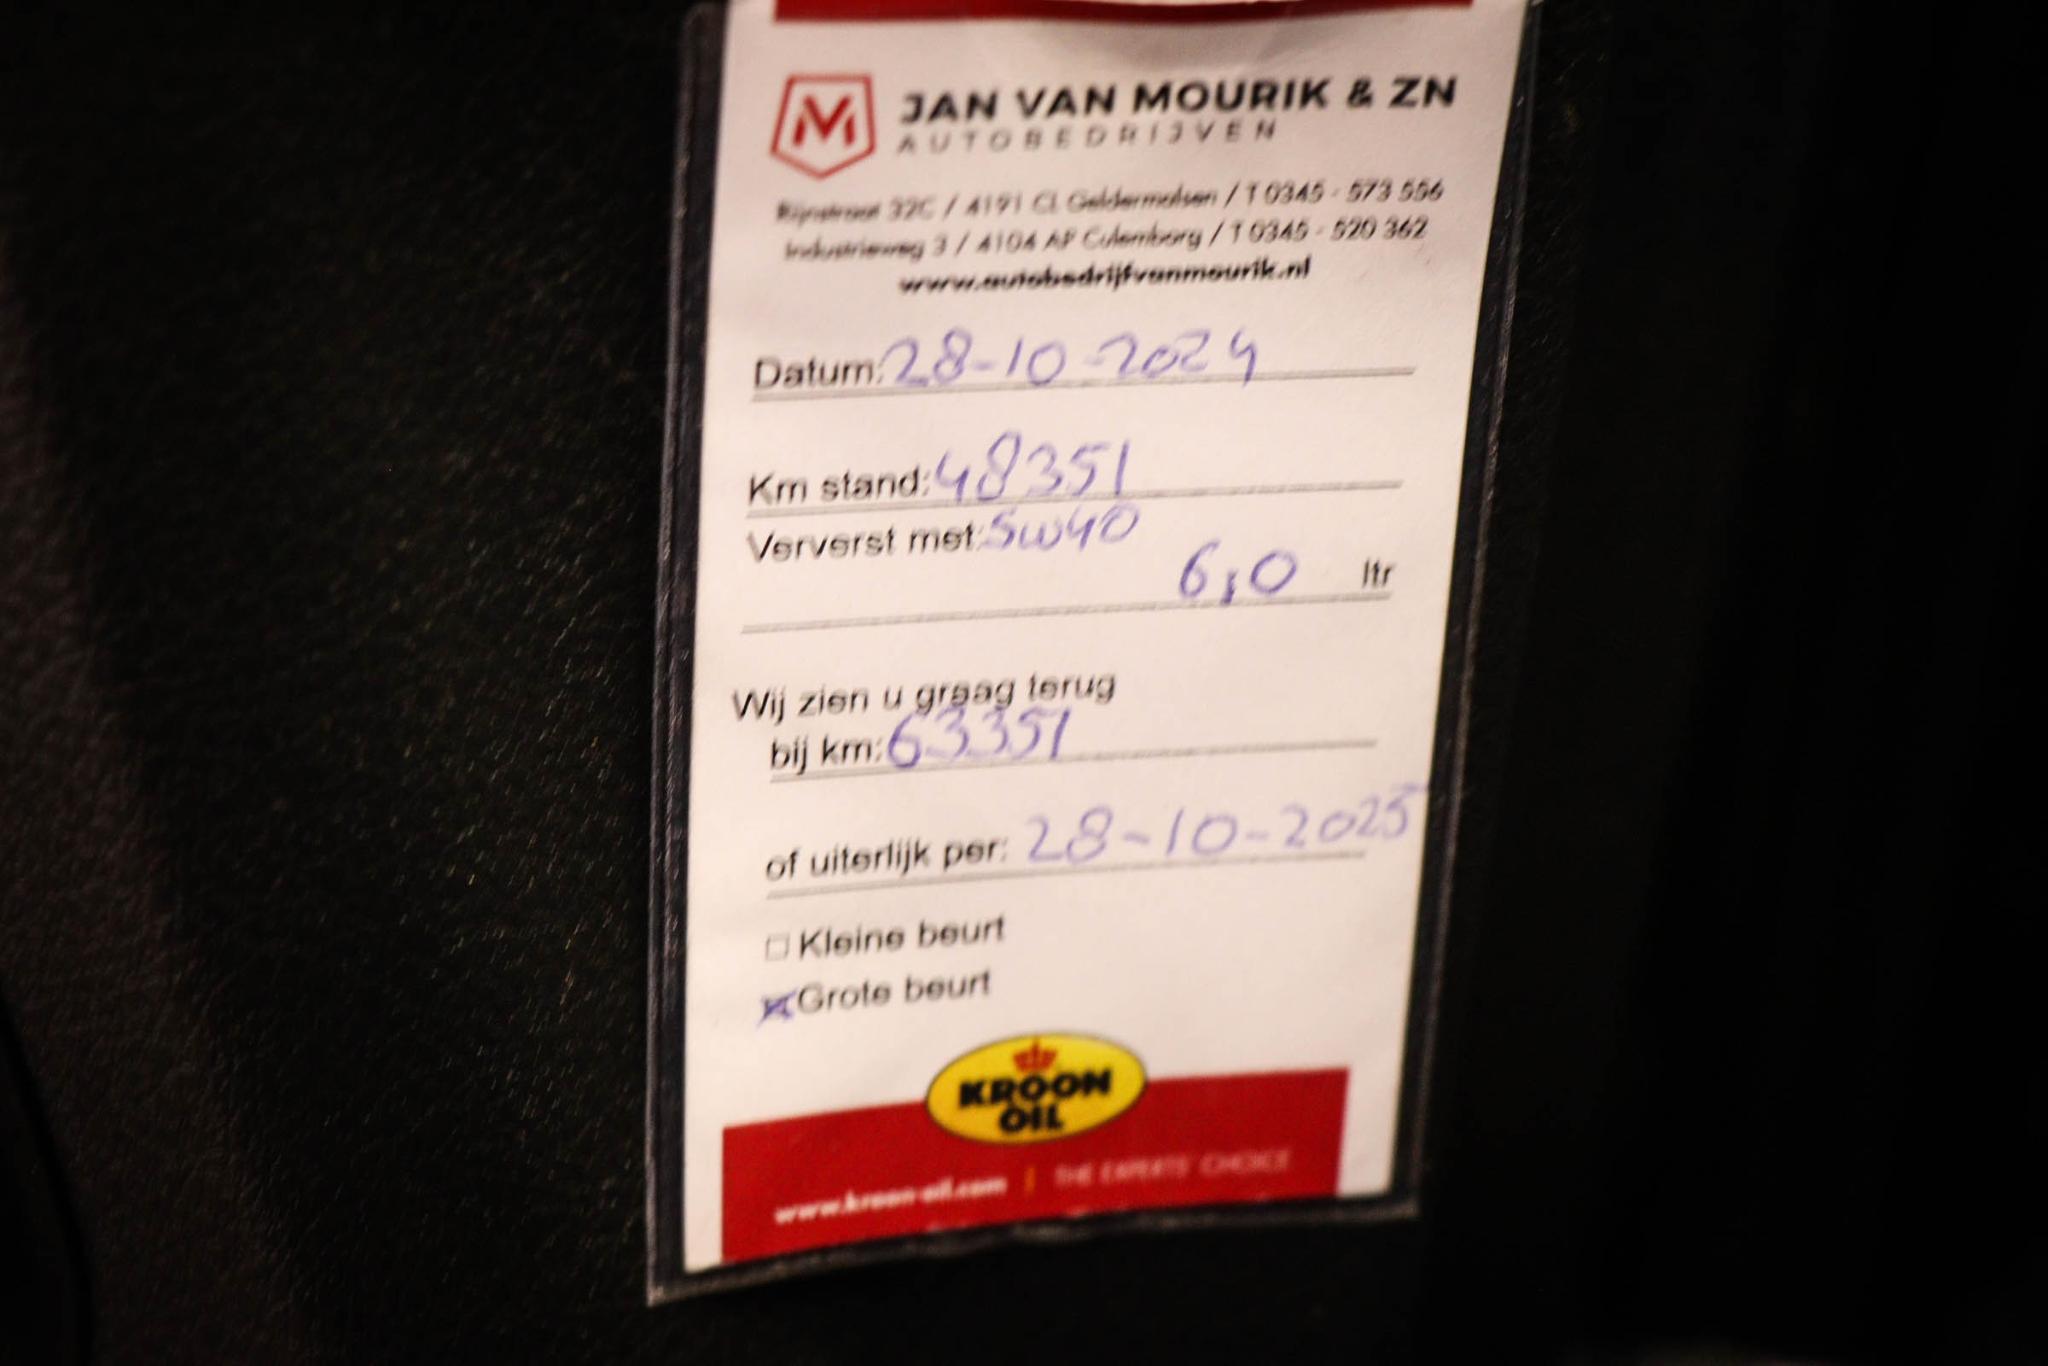 M JAN VAN MOURIK & ZN
AUTOBEDRIJVEN
Rijnstraat 32C / 4191 CL Geldermalsen / T 0345 - 573 556
Industrieweg 3 / 4104 AP Culemborg / T 0345 - 520 362
www.autobedrijfvanmourik.nl
Datum: 28-10-2024
Km stand: 48351
Ververst met: 5W40
6,0 ltr
Wij zien u graag terug
bij km: 63351
of uiterlijk per: 28-10-2025
Kleine beurt
Grote beurt
KROON
OIL
www.kroon-oil.com | THE EXPERTS' CHOICE